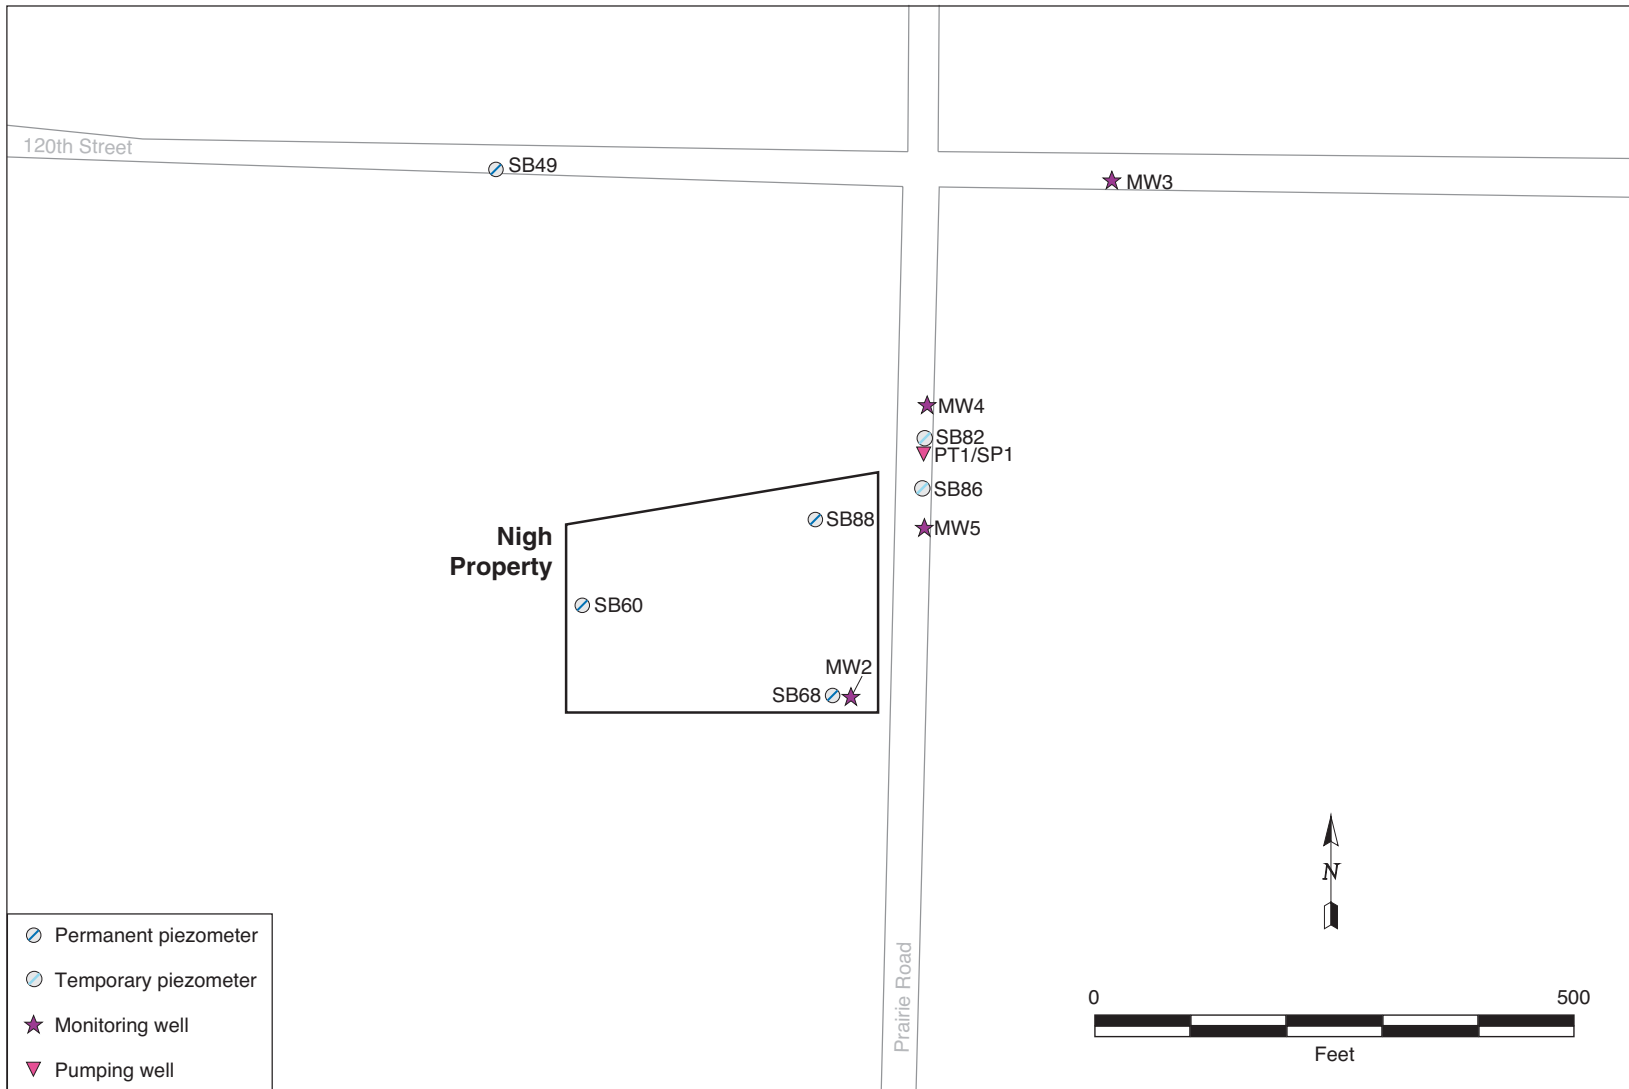 120th Street
SB49
MW3
MW4
SB82
PT1/SP1
SB86
SB88
MW5
Nigh
Property
SB60
MW2
SB68
N
Prairie Road
Permanent piezometer
Temporary piezometer
Monitoring well
Pumping well
0 500
Feet